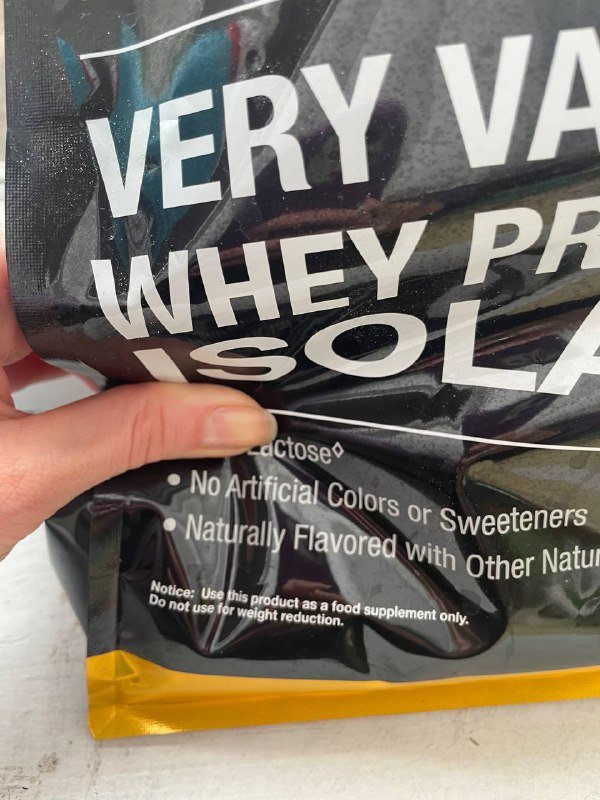 VERY VA
WHEY PR
ISOLA
Lactose◊
• No Artificial Colors or Sweeteners
• Naturally Flavored with Other Natur
Notice: Use this product as a food supplement only.
Do not use for weight reduction.